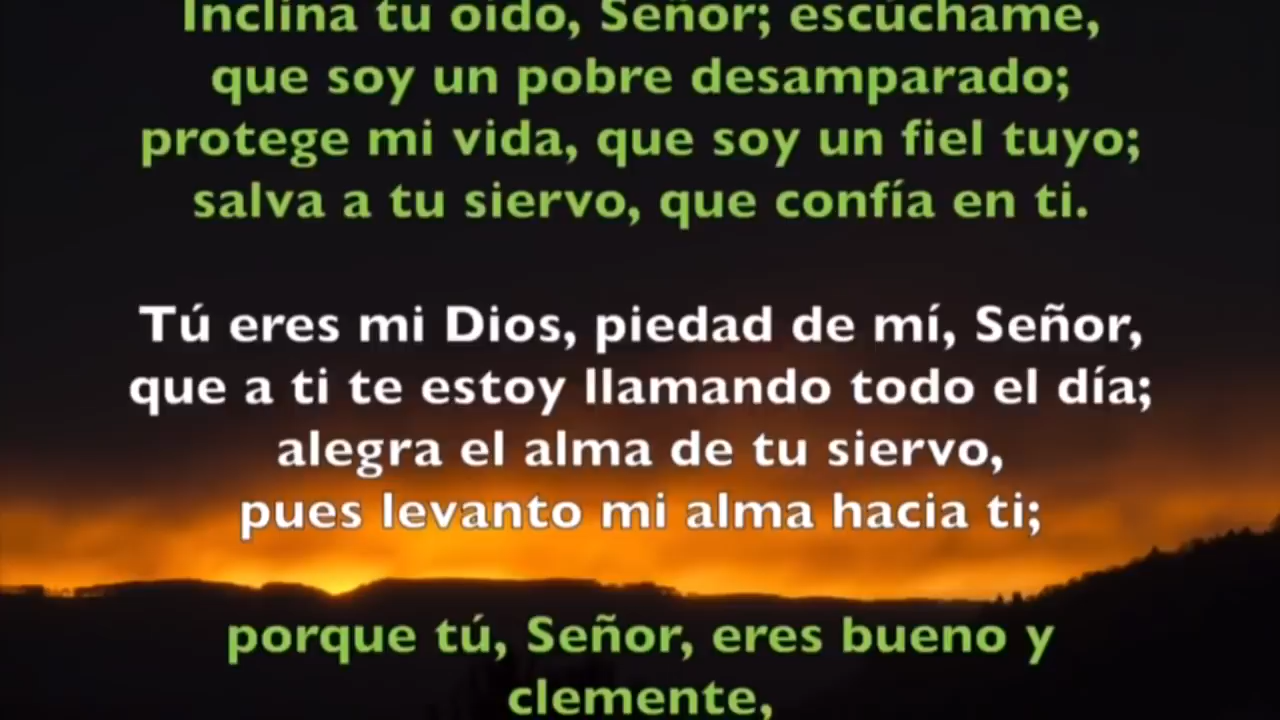 Inclina tu oído, Señor; escúchame,
que soy un pobre desamparado;
protege mi vida, que soy un fiel tuyo;
salva a tu siervo, que confía en ti.
Tú eres mi Dios, piedad de mí, Señor,
que a ti te estoy llamando todo el día;
alegra el alma de tu siervo,
pues levanto mi alma hacia ti;
porque tú, Señor, eres bueno y
clemente,